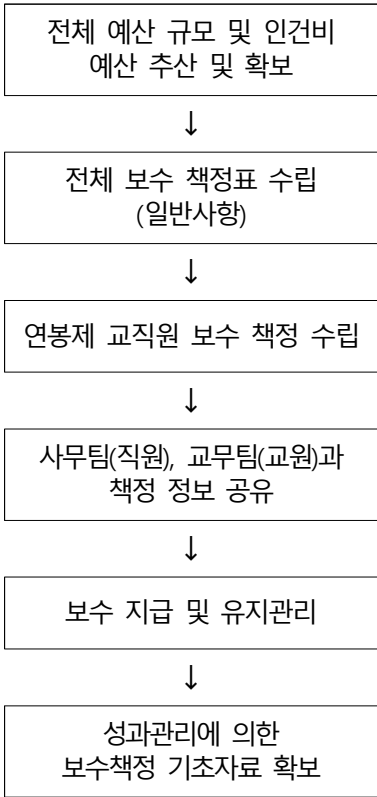 전체 예산 규모 및 인건비
예산 추산 및 확보
↓
전체 보수 책정표 수립
(일반사항)
↓
연봉제 교직원 보수 책정 수립
↓
사무팀(직원), 교무팀(교원)과
책정 정보 공유
↓
보수 지급 및 유지관리
↓
성과관리에 의한
보수책정 기초자료 확보